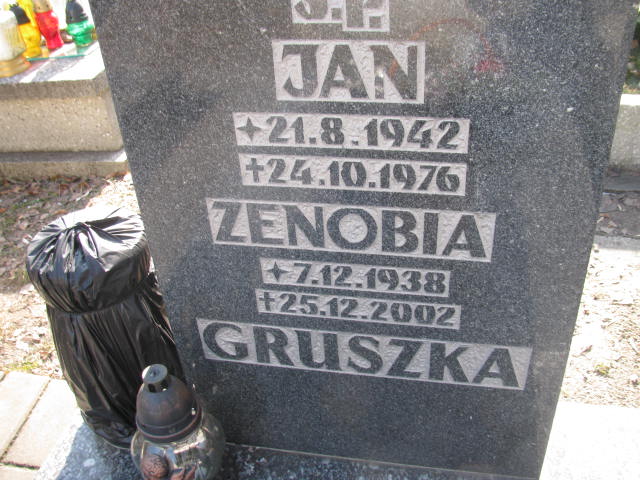 Ś.P.
JAN
✦21.8.1942
✝24.10.1976
ZENOBIA
✦7.12.1938
✝25.12.2002
GRUSZKA